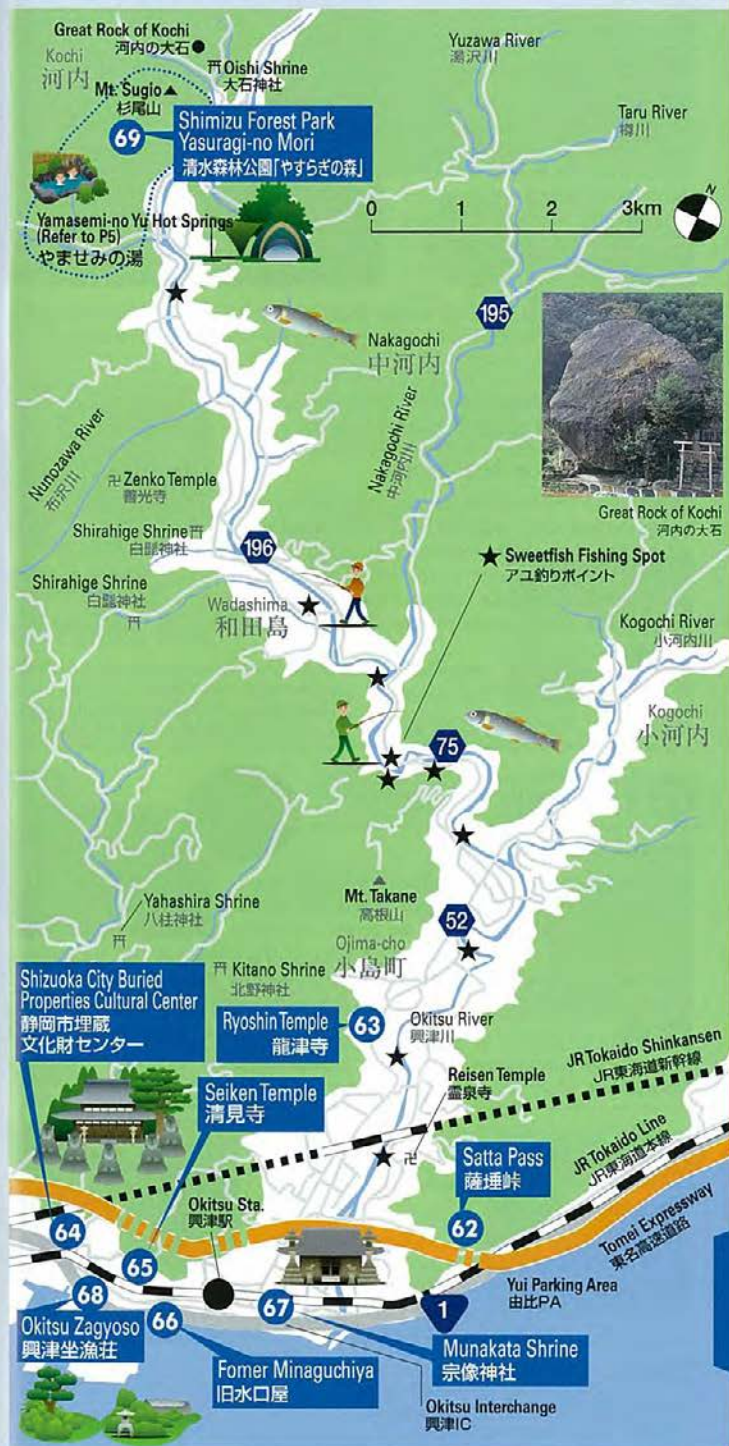 Great Rock of Kochi
河内の大石
Kochi
河内
Oishi Shrine
大石神社
Mt. Sugio
杉尾山
69
Shimizu Forest Park
Yasuragi-no Mori
清水森林公園「やすらぎの森」
Yuzawa River
湯沢川
Taru River
樽川
Yamasemi-no Yu Hot Springs
(Refer to P5)
やませみの湯
0 1 2 3km
N
195
Nakagochi
中河内
Nakagochi River
中河内川
Nunozawa River
布沢川
卍 Zenko Temple
善光寺
Shirahige Shrine
白髭神社
196
Shirahige Shrine
白髭神社
Wadashima
和田島
Great Rock of Kochi
河内の大石
★ Sweetfish Fishing Spot
アユ釣りポイント
Kogochi River
小河内川
Kogochi
小河内
75
Mt. Takane
高根山
52
Yahashira Shrine
八柱神社
Ojima-cho
小島町
Kitano Shrine
北野神社
Shizuoka City Buried
Properties Cultural Center
静岡市埋蔵
文化財センター
Ryoshin Temple
龍津寺
63
Okitsu River
興津川
Seiken Temple
清見寺
Reisen Temple
霊泉寺
卍
JR Tokaido Shinkansen
JR東海道新幹線
JR Tokaido Line
JR東海道本線
Satta Pass
薩埵峠
62
Tomei Expressway
東名高速道路
Okitsu Sta.
興津駅
64
65
Yui Parking Area
由比PA
68
66
67
1
Okitsu Zagyoso
興津坐漁荘
Fomer Minaguchiya
旧水口屋
Munakata Shrine
宗像神社
Okitsu Interchange
興津IC